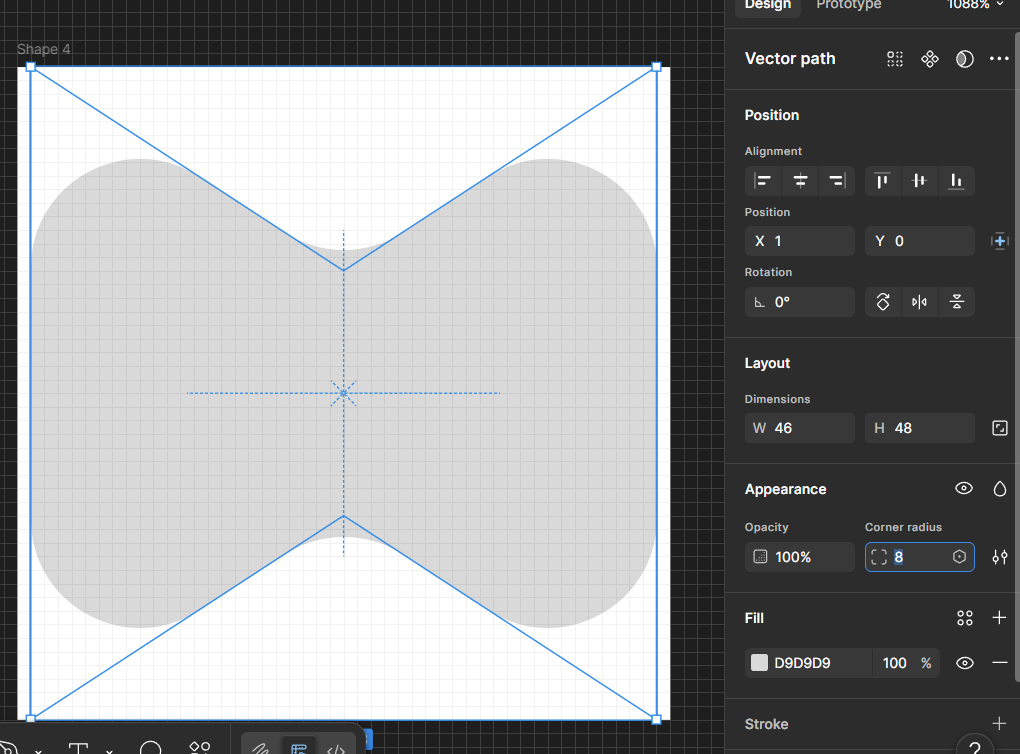 Design Prototype 1088%
Shape 4
Vector path
Position
Alignment
Position
X 1 Y 0
Rotation
0°
Layout
Dimensions
W 46 H 48
Appearance
Opacity Corner radius
100% 8
Fill
D9D9D9 100 %
Stroke